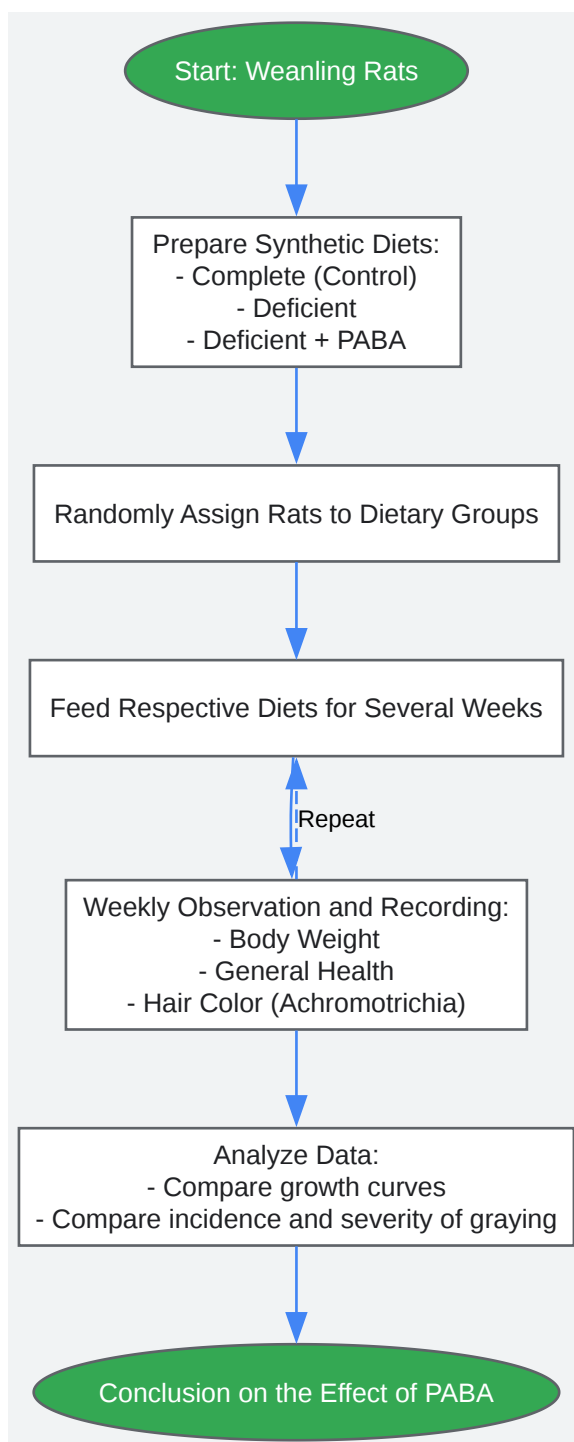 Start: Weanling Rats
Prepare Synthetic Diets:
- Complete (Control)
- Deficient
- Deficient + PABA
Randomly Assign Rats to Dietary Groups
Feed Respective Diets for Several Weeks
Repeat
Weekly Observation and Recording:
- Body Weight
- General Health
- Hair Color (Achromotrichia)
Analyze Data:
- Compare growth curves
- Compare incidence and severity of graying
Conclusion on the Effect of PABA